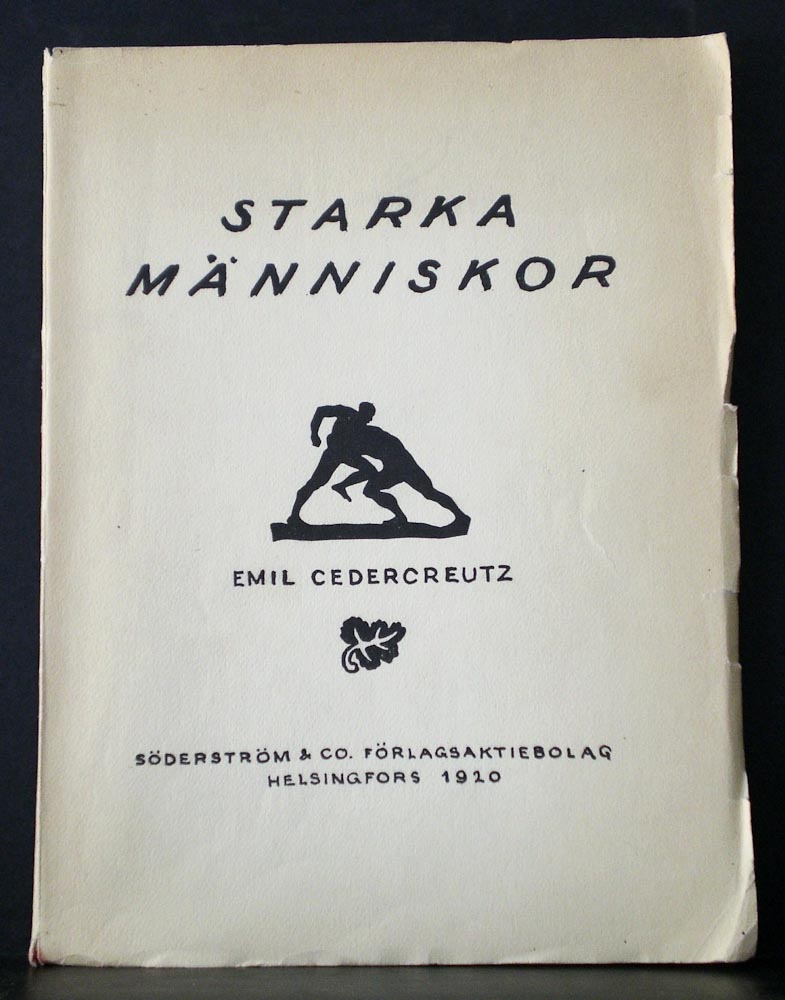 STARKA
MÄNNISKOR
EMIL CEDERCREUTZ
SÖDERSTRÖM & CO. FÖRLAGSAKTIEBOLAG
HELSINGFORS 1920